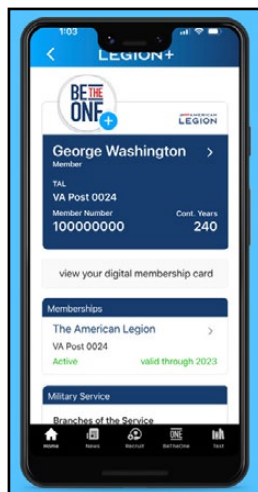 1:03
LEGION+
BE THE
ONE
AMERICAN
LEGION
George Washington
Member
TAL
VA Post 0024
Member Number
Cont. Years
100000000
240
view your digital membership card
Memberships
The American Legion
VA Post 0024
Active
valid through 2023
Military Service
Branches of the Service
Home
News
Recruit
ONE
BeTheOne
Test